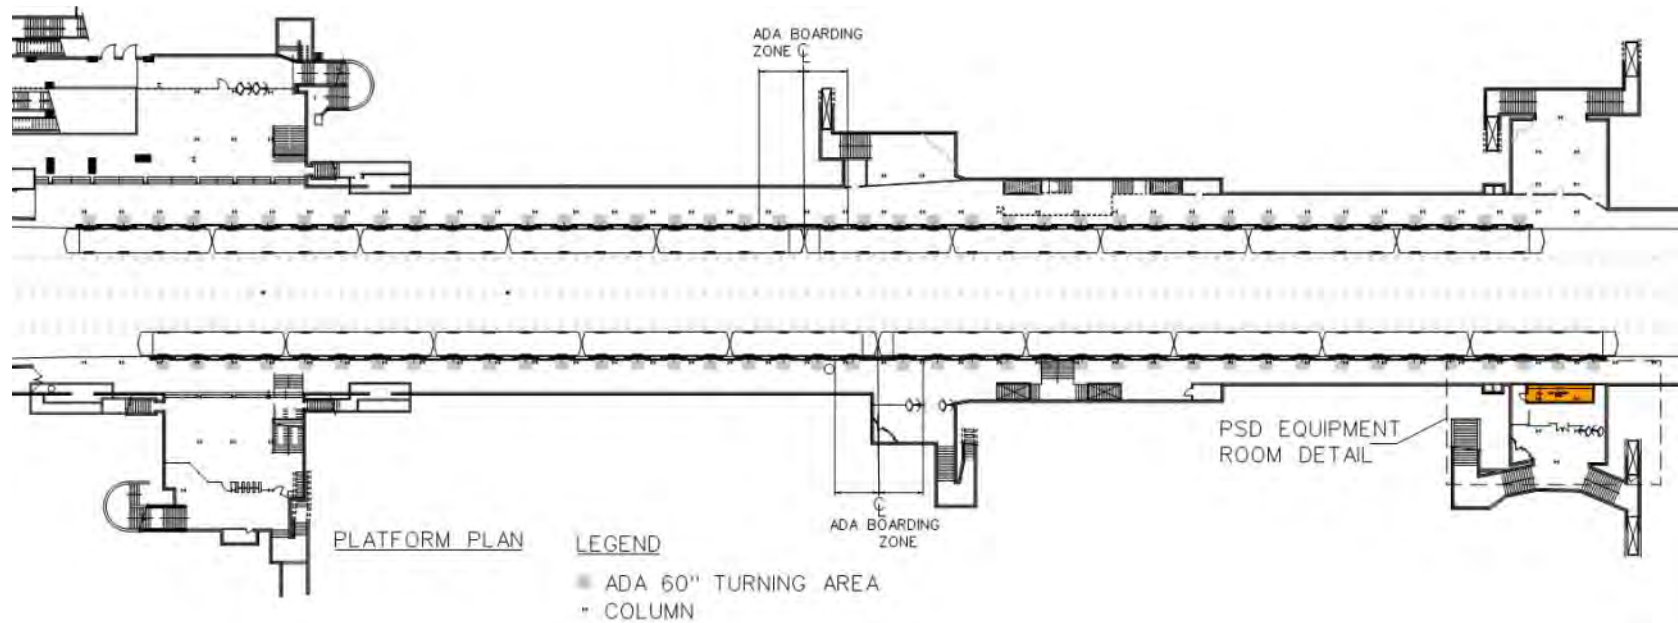 ADA BOARDING
ZONE ℄
PSD EQUIPMENT
ROOM DETAIL
℄
ADA BOARDING
ZONE
PLATFORM PLAN
LEGEND
ADA 60" TURNING AREA
COLUMN